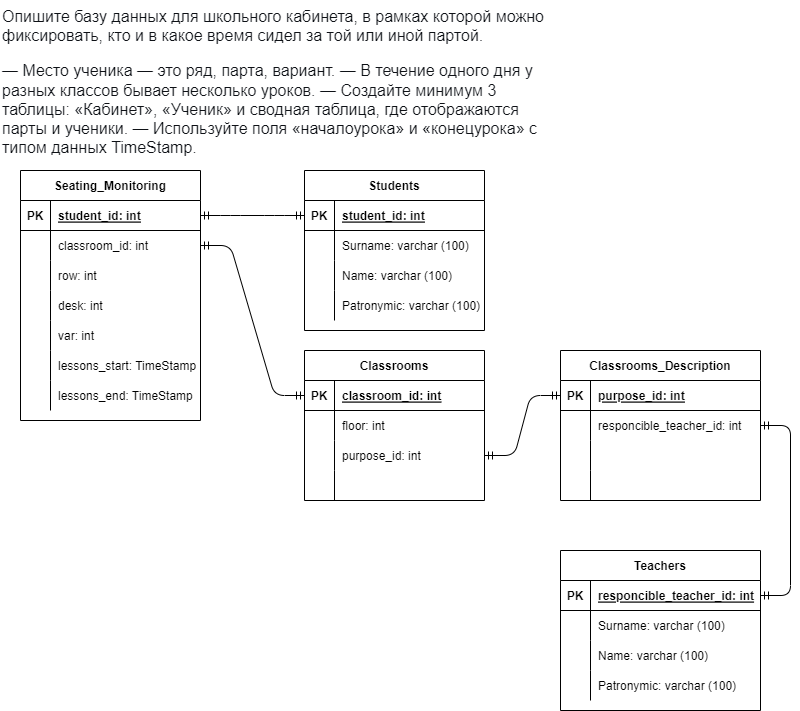 Опишите базу данных для школьного кабинета, в рамках которой можно
фиксировать, кто и в какое время сидел за той или иной партой.
— Место ученика — это ряд, парта, вариант. — В течение одного дня у
разных классов бывает несколько уроков. — Создайте минимум 3
таблицы: «Кабинет», «Ученик» и сводная таблица, где отображаются
парты и ученики. — Используйте поля «началоурока» и «конецурока» с
типом данных TimeStamp.
Seating_Monitoring
PK student_id: int
classroom_id: int
row: int
desk: int
var: int
lessons_start: TimeStamp
lessons_end: TimeStamp
Students
PK student_id: int
Surname: varchar (100)
Name: varchar (100)
Patronymic: varchar (100)
Classrooms
PK classroom_id: int
floor: int
purpose_id: int
Classrooms_Description
PK purpose_id: int
responcible_teacher_id: int
Teachers
PK responcible_teacher_id: int
Surname: varchar (100)
Name: varchar (100)
Patronymic: varchar (100)